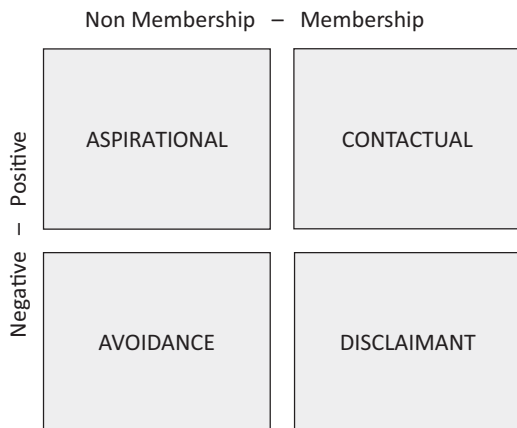 Non Membership – Membership
Negative – Positive
ASPIRATIONAL
CONTACTUAL
AVOIDANCE
DISCLAIMANT